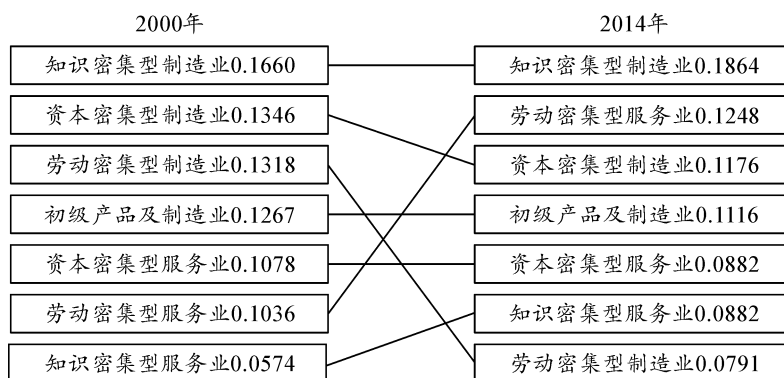 2000年 2014年
知识密集型制造业0.1660 知识密集型制造业0.1864
资本密集型制造业0.1346 劳动密集型服务业0.1248
劳动密集型制造业0.1318 资本密集型制造业0.1176
初级产品及制造业0.1267 初级产品及制造业0.1116
资本密集型服务业0.1078 资本密集型服务业0.0882
劳动密集型服务业0.1036 知识密集型服务业0.0882
知识密集型服务业0.0574 劳动密集型制造业0.0791